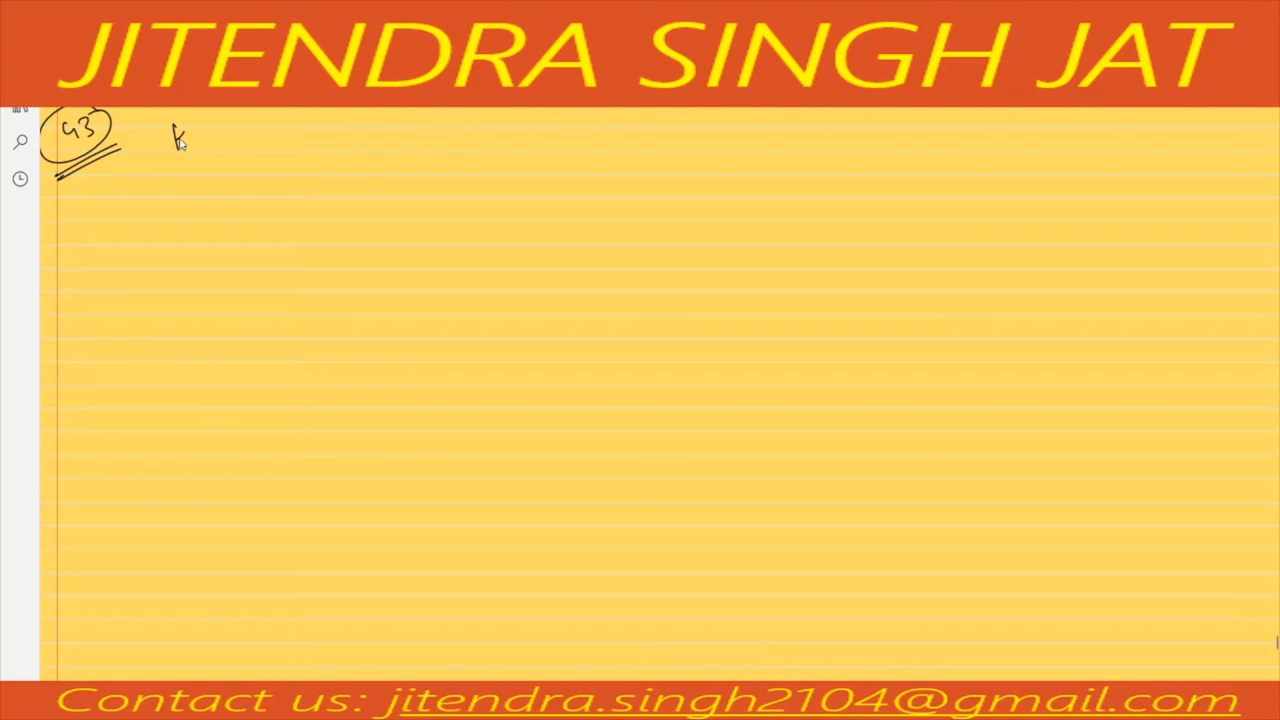 JITENDRA SINGH JAT
43
k
Contact us: jitendra.singh2104@gmail.com